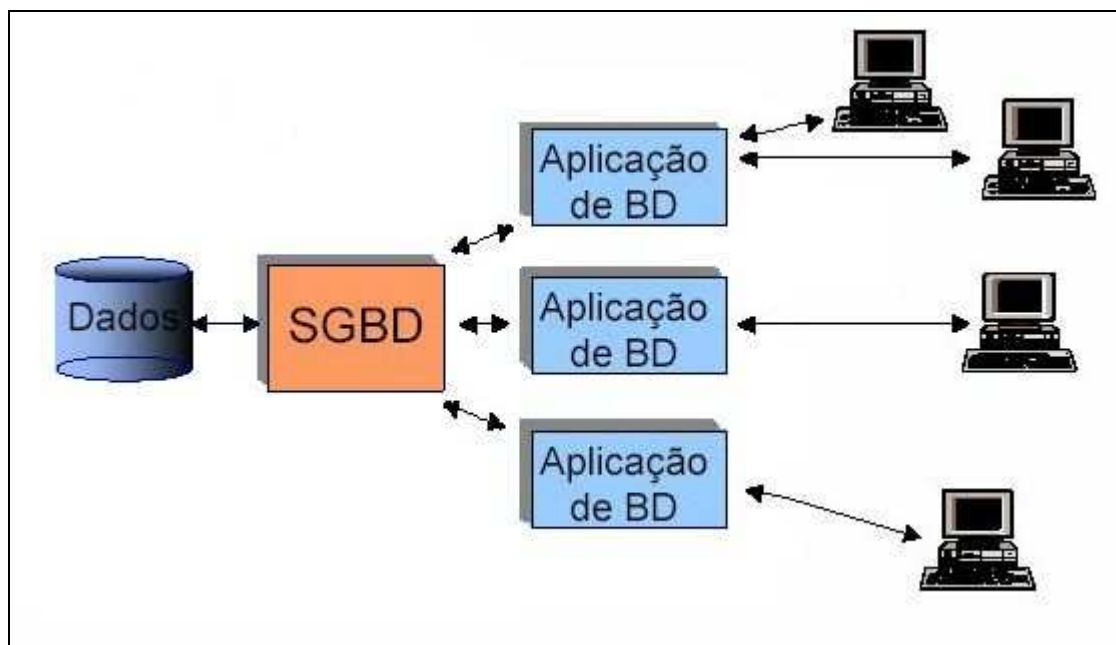 Dados
SGBD
Aplicação
de BD
Aplicação
de BD
Aplicação
de BD